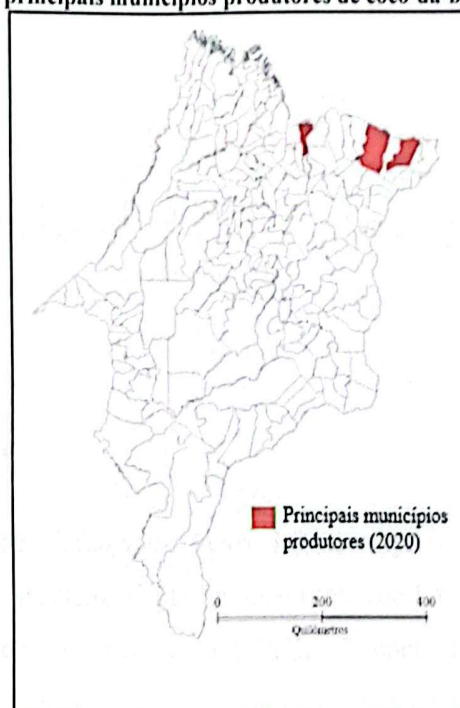 principais municípios produtores de coco-da-b
Principais municípios
produtores (2020)
0 200 400
Quilômetros